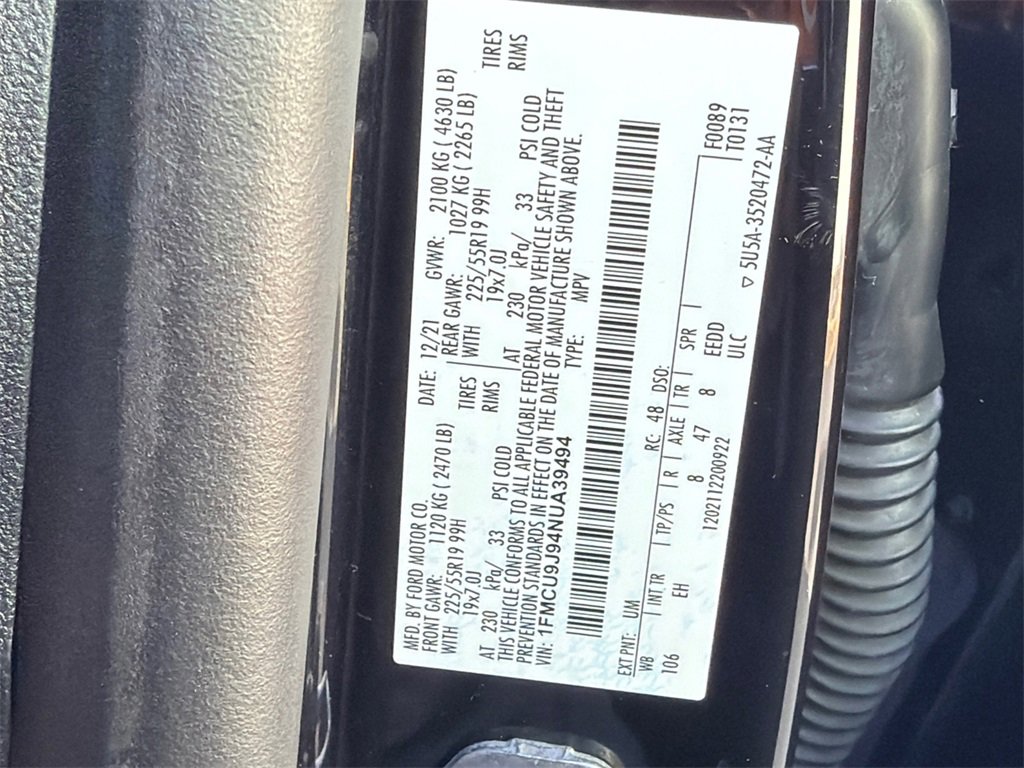 MFD. BY FORD MOTOR CO.
DATE: 12/21 GVWR: 2100 KG ( 4630 LB)
FRONT GAWR: 1120 KG ( 2470 LB) REAR GAWR: 1027 KG ( 2265 LB)
WITH 225/55R19 99H TIRES WITH 225/55R19 99H TIRES
19x7.0J RIMS 19x7.0J RIMS
AT 230 kPa/ 33 PSI COLD AT 230 kPa/ 33 PSI COLD
THIS VEHICLE CONFORMS TO ALL APPLICABLE FEDERAL MOTOR VEHICLE SAFETY AND THEFT
PREVENTION STANDARDS IN EFFECT ON THE DATE OF MANUFACTURE SHOWN ABOVE.
VIN: 1FMCU9J94NUA39494 TYPE: MPV
EXT PNT: UM RC: 48 DSO:
WB INTR TP/PS R AXLE TR SPR F0089
106 EH 8 47 8 EEDD T0131
120211220 0922 ULC 5U5A-3520472-AA